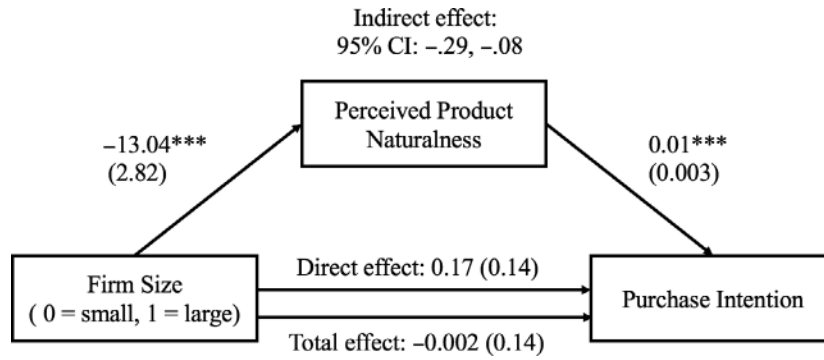 Indirect effect:
95% CI: −.29, −.08
Perceived Product
Naturalness
−13.04***
(2.82)
0.01***
(0.003)
Firm Size
( 0 = small, 1 = large)
Direct effect: 0.17 (0.14)
Total effect: −0.002 (0.14)
Purchase Intention